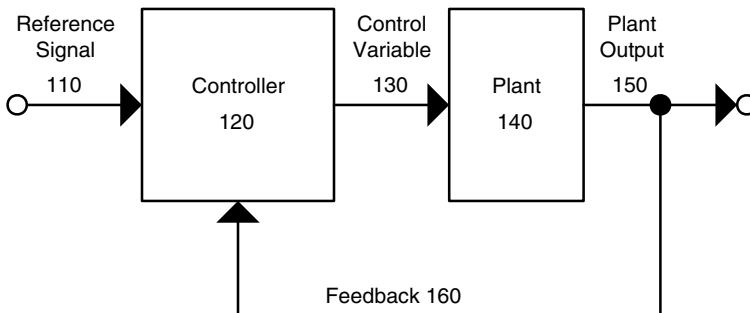 Reference
Signal
110
Controller
120
Control
Variable
130
Plant
140
Plant
Output
150
Feedback 160